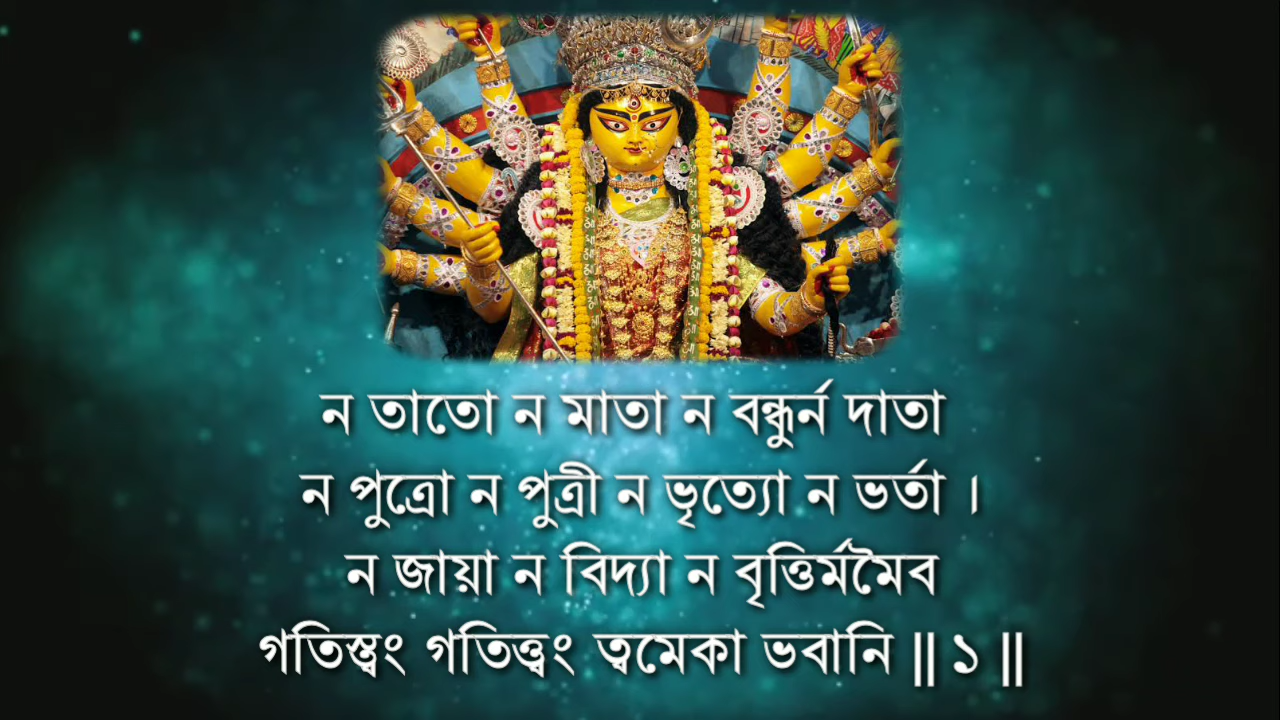 ন তাতো ন মাতা ন বন্ধুর্ন দাতা
ন পুত্রো ন পুত্রী ন ভৃত্যো ন ভর্তা ।
ন জায়া ন বিদ্যা ন বৃত্তির্মমৈব
গতিস্ত্বং গতিত্ত্বং ত্বমেকা ভবানি || ১ ||